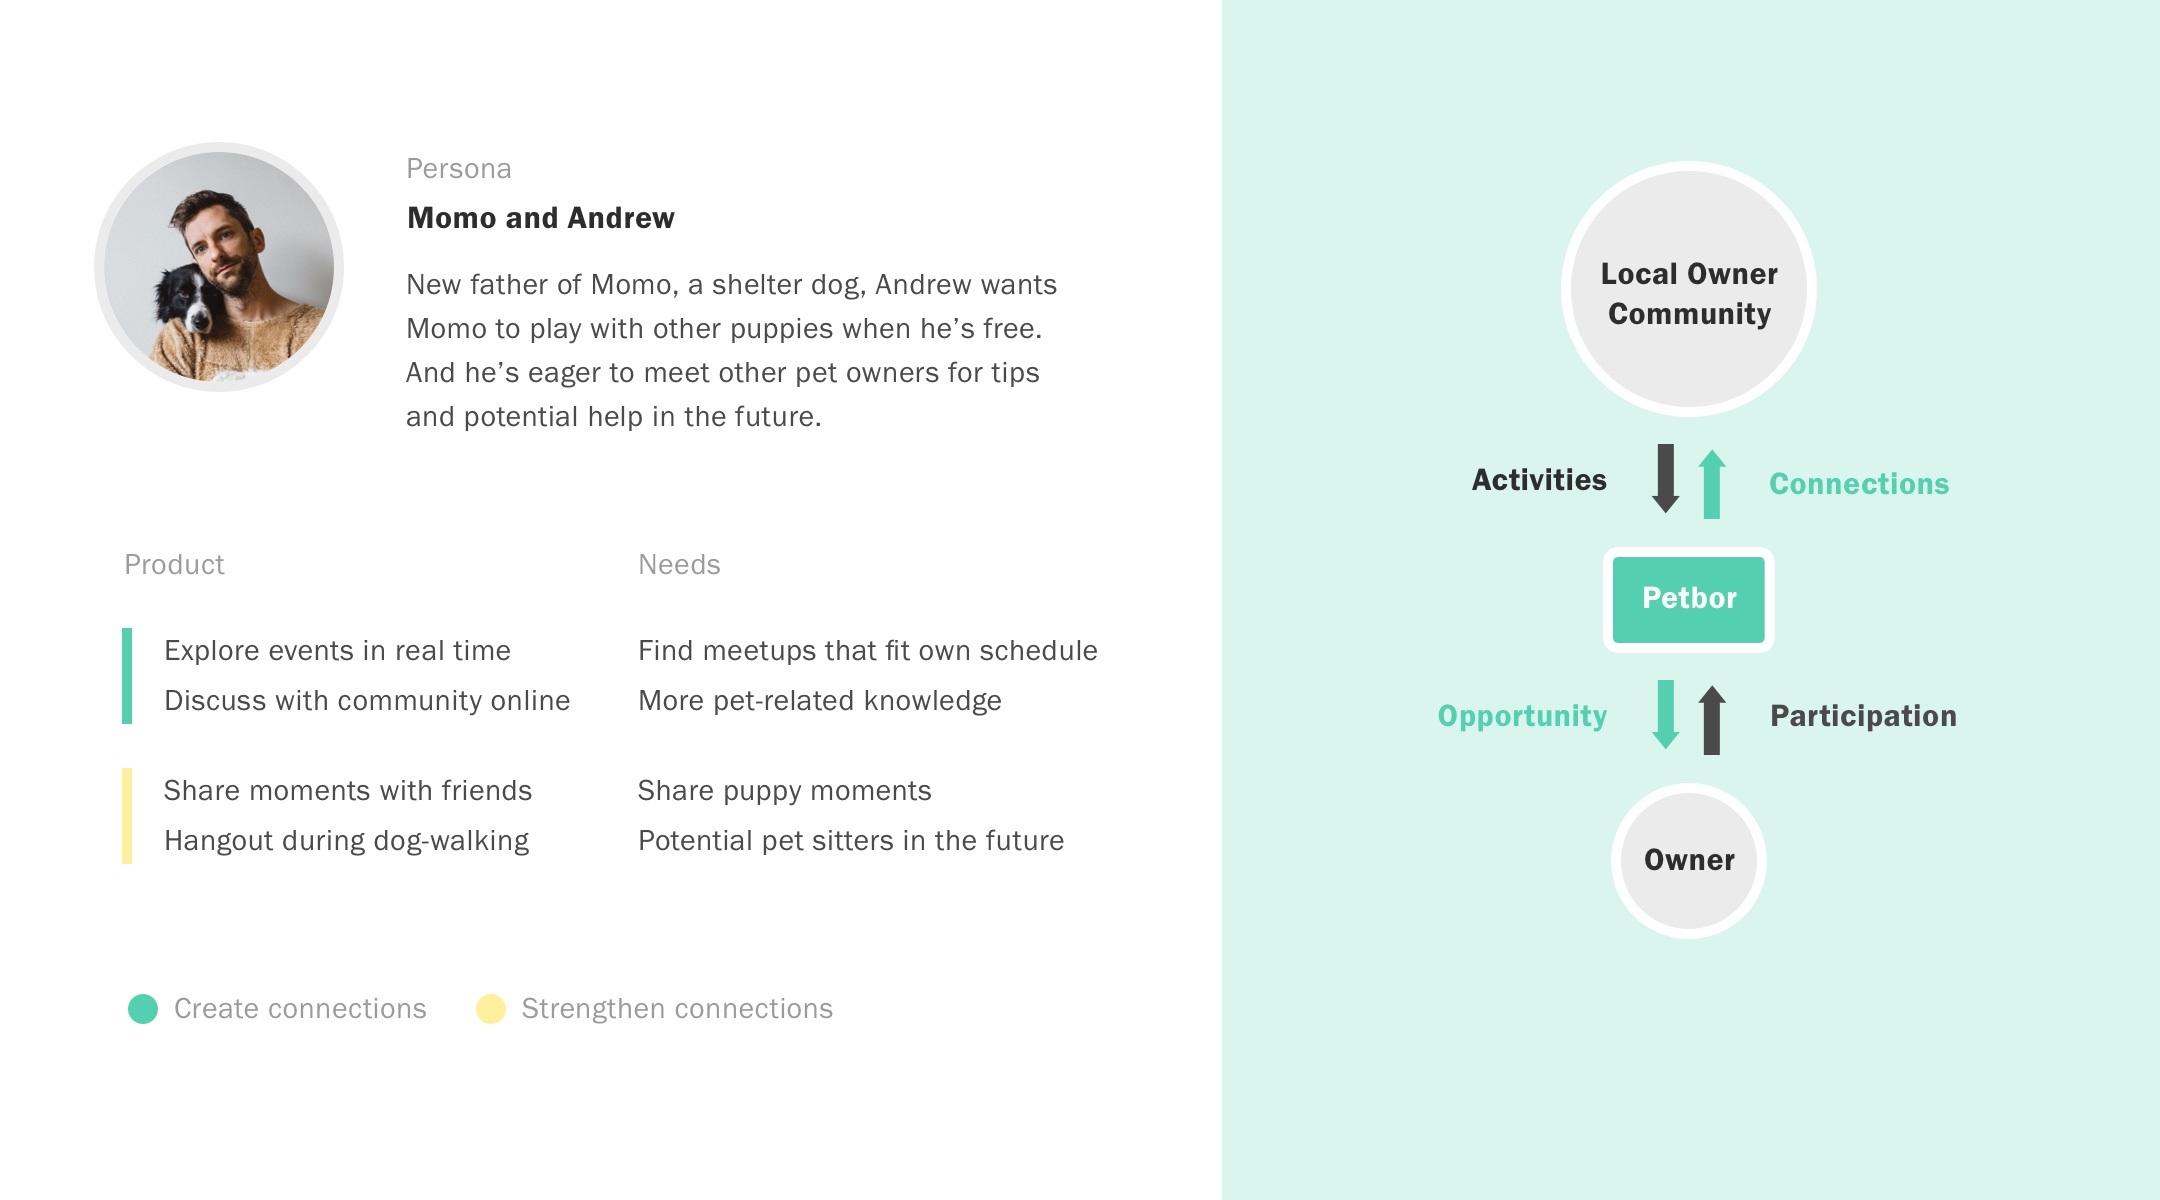 Persona
Momo and Andrew
New father of Momo, a shelter dog, Andrew wants
Momo to play with other puppies when he’s free.
And he’s eager to meet other pet owners for tips
and potential help in the future.
Product
Explore events in real time
Discuss with community online
Share moments with friends
Hangout during dog-walking
Needs
Find meetups that fit own schedule
More pet-related knowledge
Share puppy moments
Potential pet sitters in the future
Create connections
Strengthen connections
Local Owner
Community
Activities
Connections
Petbor
Opportunity
Participation
Owner